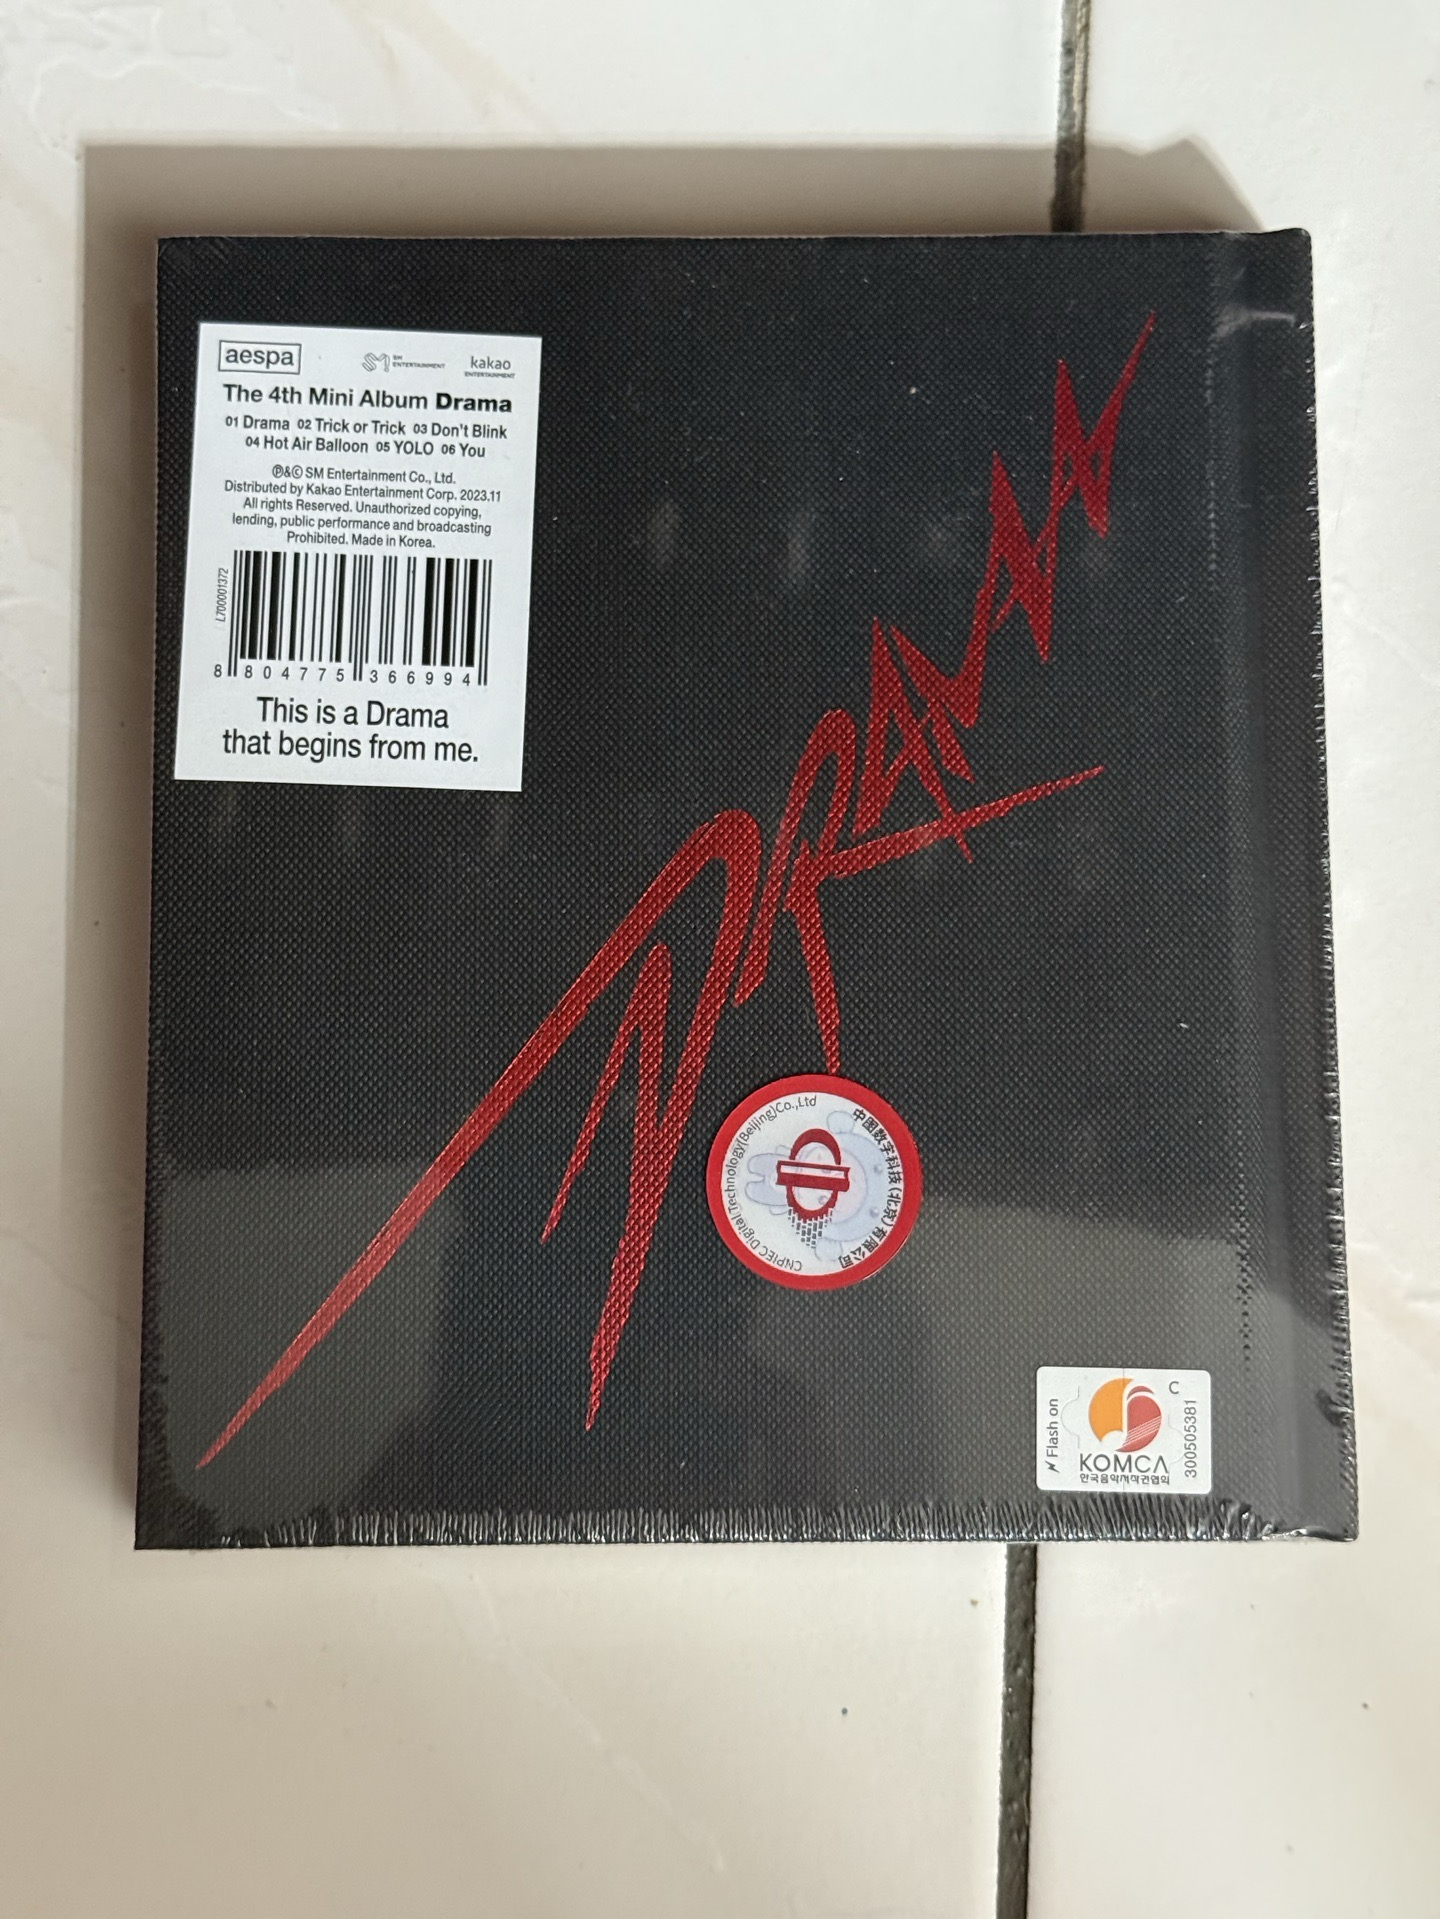 aespa
SM
ENTERTAINMENT
kakao
ENTERTAINMENT
The 4th Mini Album Drama
01 Drama 02 Trick or Trick 03 Don't Blink
04 Hot Air Balloon 05 YOLO 06 You
℗&© SM Entertainment Co., Ltd.
Distributed by Kakao Entertainment Corp. 2023.11
All rights Reserved. Unauthorized copying,
lending, public performance and broadcasting
Prohibited. Made in Korea.
L700001372
8 804775 366994
This is a Drama
that begins from me.
DRAMA
中图数字科技(北京)有限公司
CNPIEC Digital Technology(Beijing)Co.,Ltd
Flash on
C
KOMCA
한국음악저작권협회
300505381